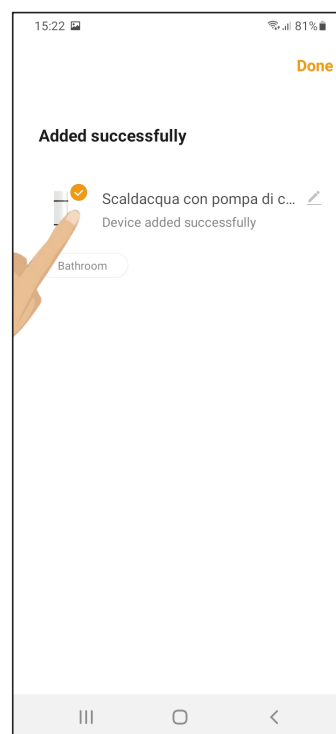 15:22 81%
Done
Added successfully
Scaldacqua con pompa di c...
Device added successfully
Bathroom